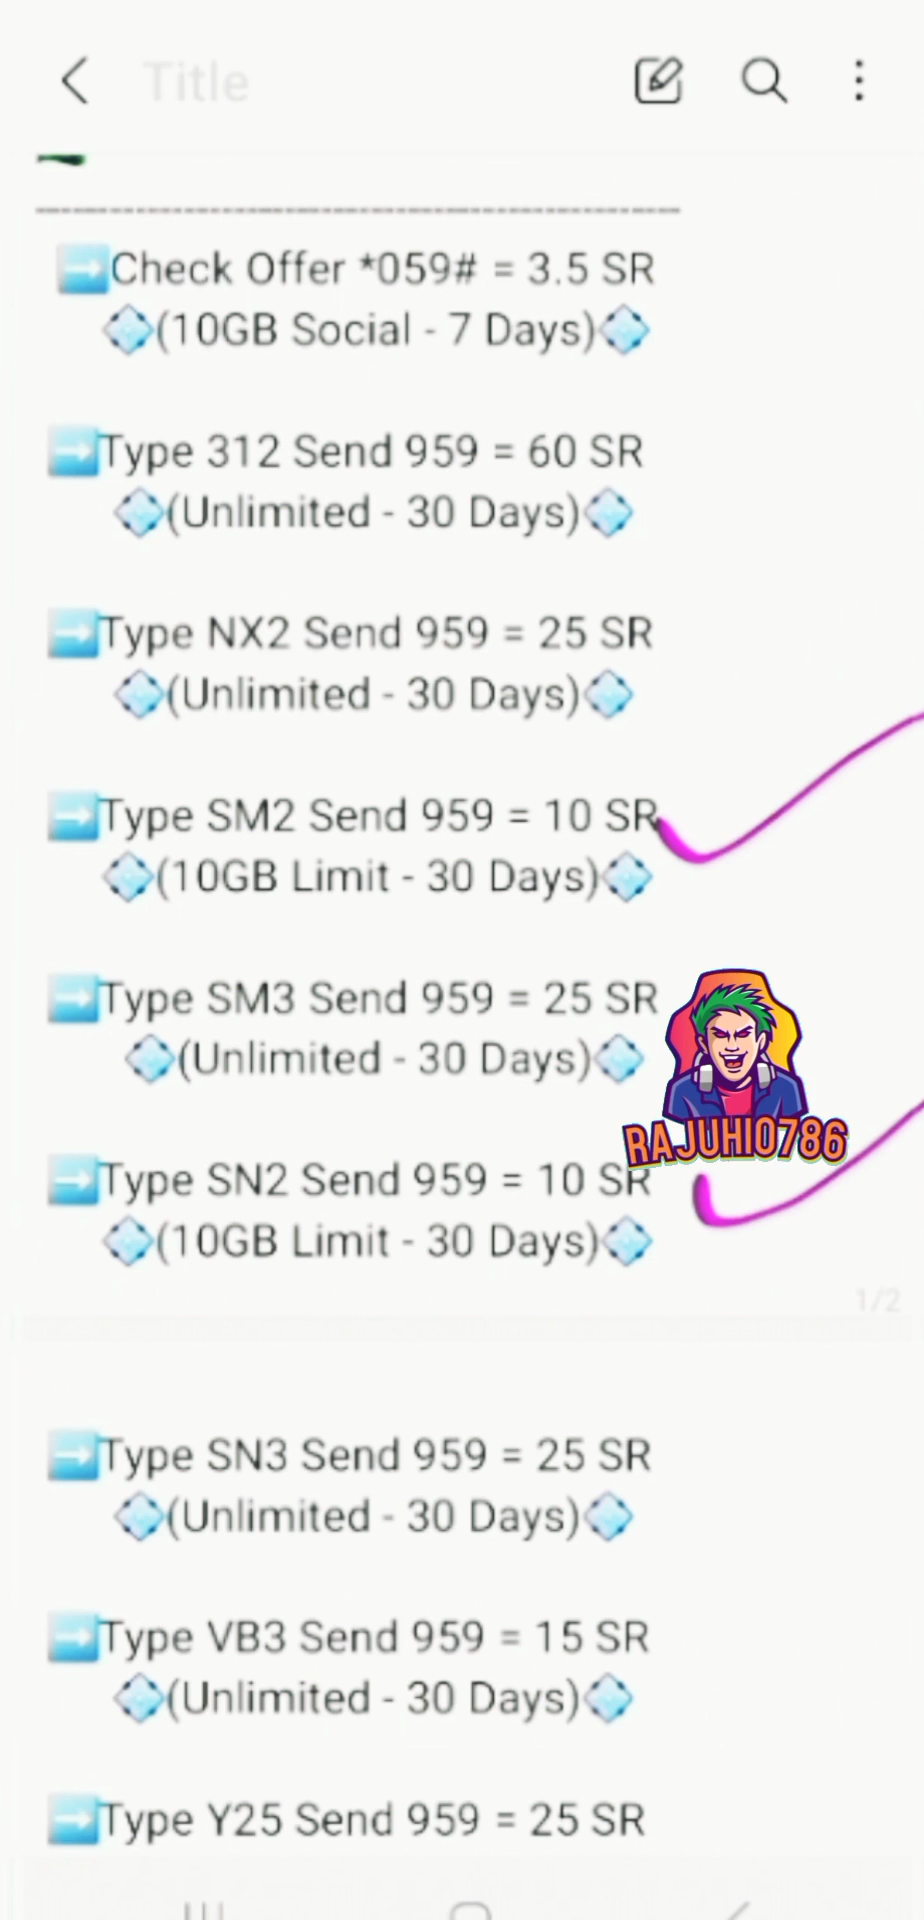 Title
Check Offer *059# = 3.5 SR
(10GB Social - 7 Days)
Type 312 Send 959 = 60 SR
(Unlimited - 30 Days)
Type NX2 Send 959 = 25 SR
(Unlimited - 30 Days)
Type SM2 Send 959 = 10 SR
(10GB Limit - 30 Days)
Type SM3 Send 959 = 25 SR
(Unlimited - 30 Days)
RAJUHIO786
Type SN2 Send 959 = 10 SR
(10GB Limit - 30 Days)
1/2
Type SN3 Send 959 = 25 SR
(Unlimited - 30 Days)
Type VB3 Send 959 = 15 SR
(Unlimited - 30 Days)
Type Y25 Send 959 = 25 SR